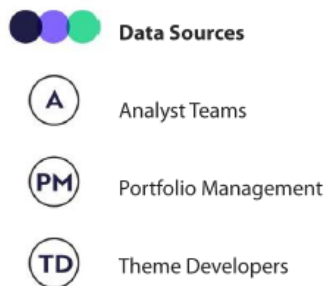 Data Sources
A Analyst Teams
PM Portfolio Management
TD Theme Developers